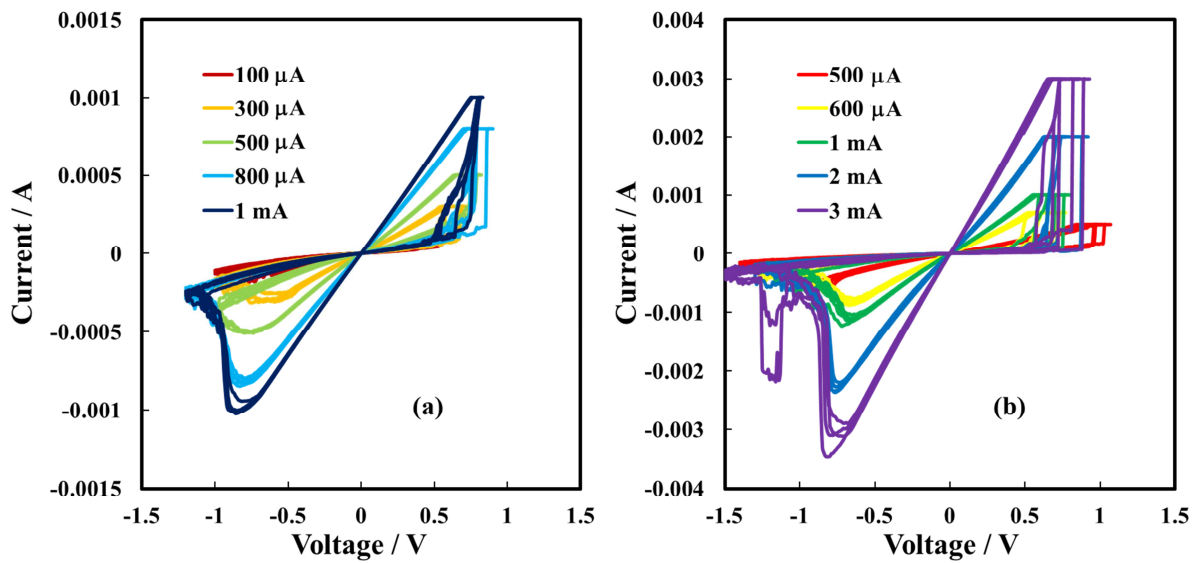 0.0015
0.001
0.0005
0
-0.0005
-0.001
-0.0015
-1.5
-1
-0.5
0
0.5
1
1.5
Current / A
Voltage / V
100 μA
300 μA
500 μA
800 μA
1 mA
(a)
0.004
0.003
0.002
0.001
0
-0.001
-0.002
-0.003
-0.004
-1.5
-1
-0.5
0
0.5
1
1.5
Current / A
Voltage / V
500 μA
600 μA
1 mA
2 mA
3 mA
(b)